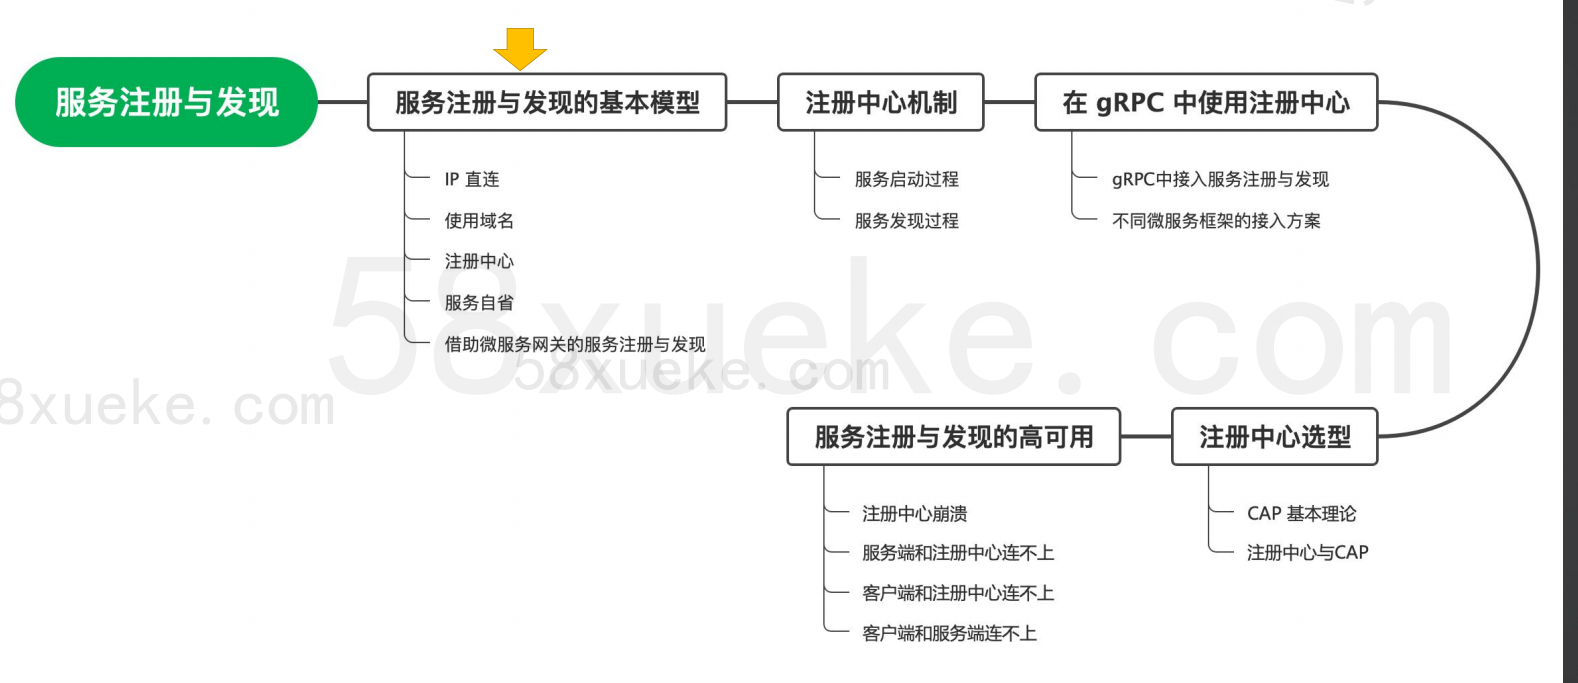 服务注册与发现
服务注册与发现的基本模型
IP 直连
使用域名
注册中心
服务自省
借助微服务网关的服务注册与发现
注册中心机制
服务启动过程
服务发现过程
在 gRPC 中使用注册中心
gRPC中接入服务注册与发现
不同微服务框架的接入方案
注册中心选型
CAP 基本理论
注册中心与CAP
服务注册与发现的高可用
注册中心崩溃
服务端和注册中心连不上
客户端和注册中心连不上
客户端和服务端连不上
58xueke.com
58xueke.com
8xueke.com